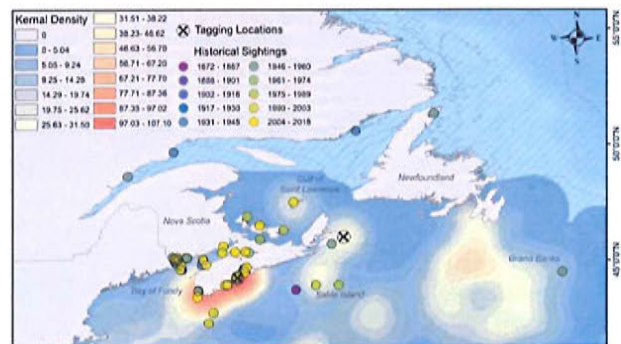 Kernal Density
0
0 - 5.04
5.05 - 9.24
9.25 - 14.28
14.29 - 19.74
19.75 - 25.62
25.63 - 31.50
31.51 - 38.22
38.23 - 46.62
46.63 - 56.70
56.71 - 67.20
67.21 - 77.70
77.71 - 87.36
87.33 - 97.02
97.03 - 107.10
Tagging Locations
Historical Sightings
1872 - 1887
1888 - 1901
1902 - 1916
1917 - 1930
1931 - 1945
1946 - 1960
1961 - 1974
1975 - 1989
1990 - 2003
2004 - 2018
N
W
E
S
Gulf of
Saint Lawrence
Newfoundland
Nova Scotia
Bay of Fundy
Sable Island
Grand Banks